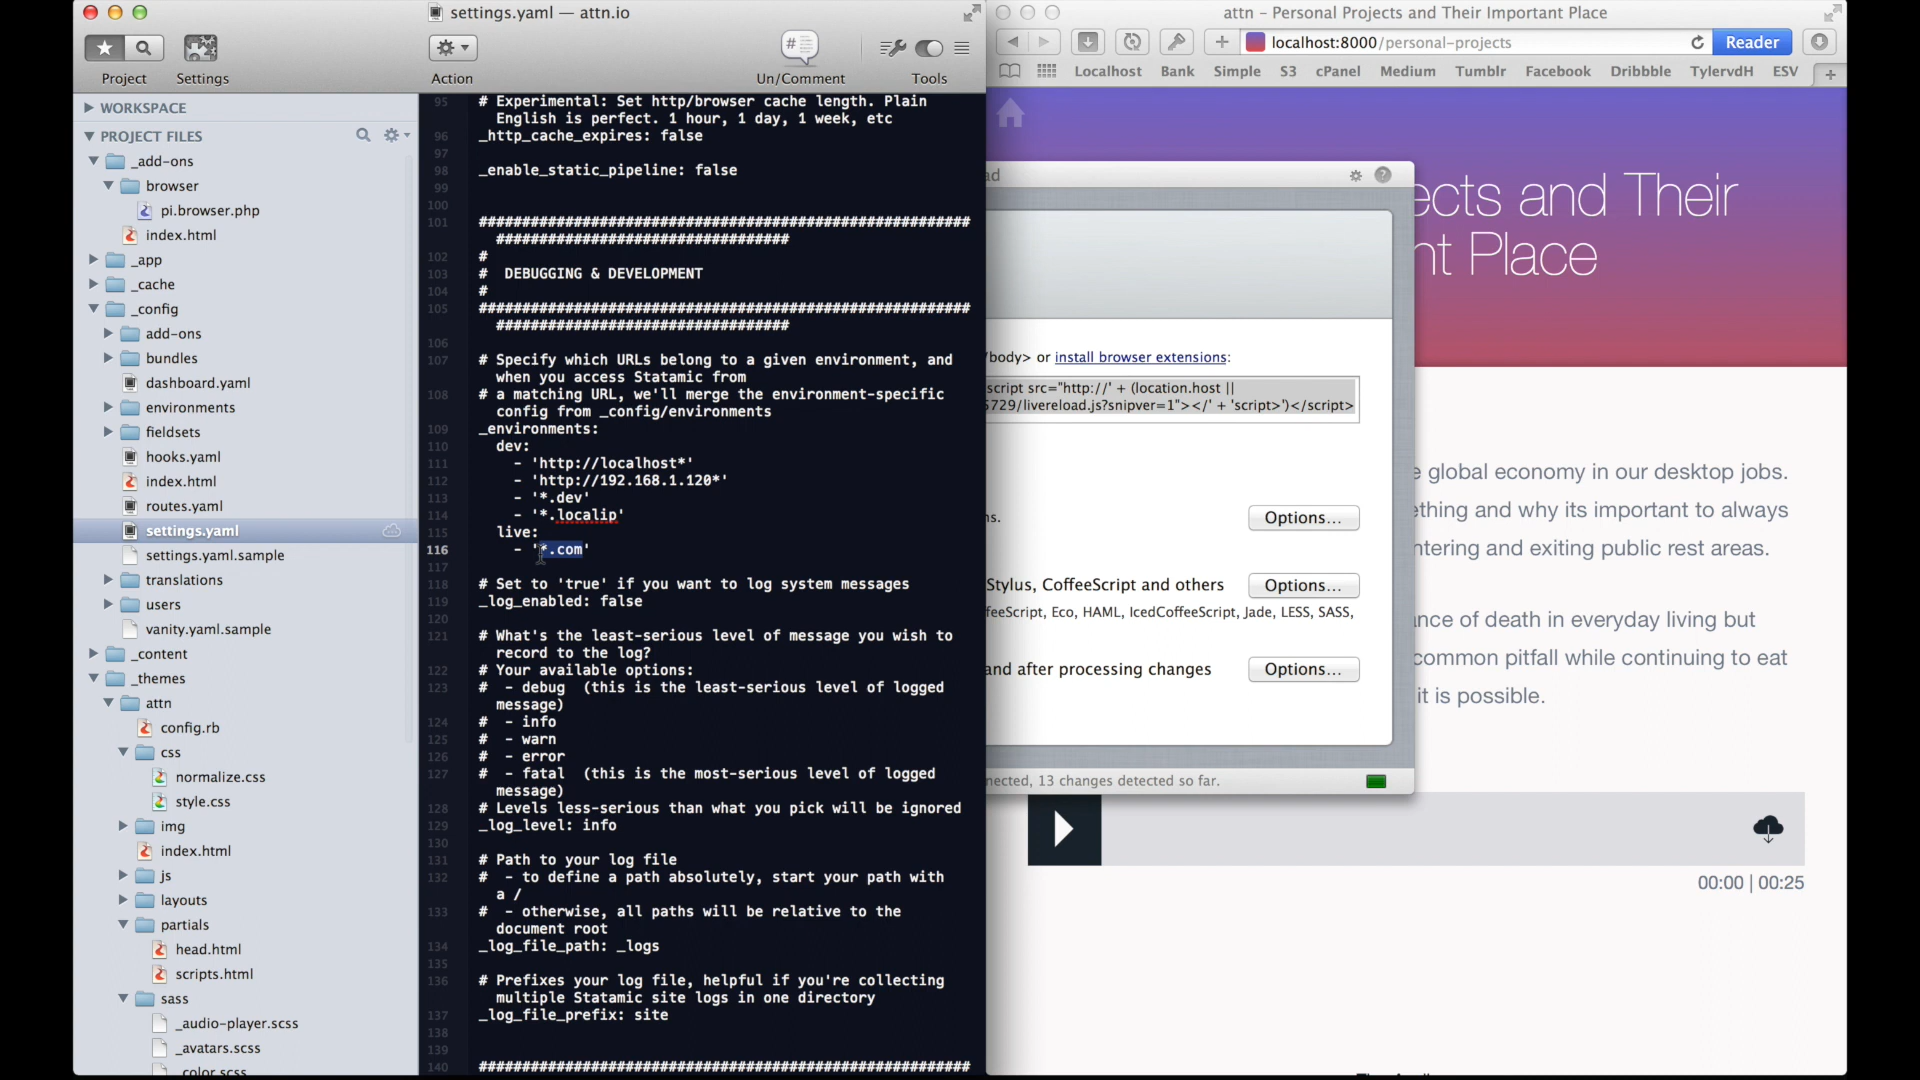 settings.yaml — attn.io
Project
Settings
Action
#
Un/Comment
Tools
WORKSPACE
PROJECT FILES
_add-ons
browser
pi.browser.php
index.html
_app
_cache
_config
add-ons
bundles
dashboard.yaml
environments
fieldsets
hooks.yaml
index.html
routes.yaml
settings.yaml
settings.yaml.sample
translations
users
vanity.yaml.sample
_content
_themes
attn
config.rb
css
normalize.css
style.css
img
index.html
js
layouts
partials
head.html
scripts.html
sass
_audio-player.scss
_avatars.scss
_color.scss
95 # Experimental: Set http/browser cache length. Plain
English is perfect. 1 hour, 1 day, 1 week, etc
96 _http_cache_expires: false
97
98 _enable_static_pipeline: false
99
100
101 #########################################################
##################################
102 #
103 # DEBUGGING & DEVELOPMENT
104 #
105 #########################################################
##################################
106
107 # Specify which URLs belong to a given environment, and
when you access Statamic from
108 # a matching URL, we'll merge the environment-specific
config from _config/environments
109 _environments:
110 dev:
111 - 'http://localhost*'
112 - 'http://192.168.1.120*'
113 - '*.dev'
114 - '*.localip'
115 live:
116 - '*.com'
117
118 # Set to 'true' if you want to log system messages
119 _log_enabled: false
120
121 # What's the least-serious level of message you wish to
record to the log?
122 # Your available options:
123 # - debug (this is the least-serious level of logged
message)
124 # - info
125 # - warn
126 # - error
127 # - fatal (this is the most-serious level of logged
message)
128 # Levels less-serious than what you pick will be ignored
129 _log_level: info
130
131 # Path to your log file
132 # - to define a path absolutely, start your path with
a /
133 # - otherwise, all paths will be relative to the
document root
134 _log_file_path: _logs
135
136 # Prefixes your log file, helpful if you're collecting
multiple Statamic site logs in one directory
137 _log_file_prefix: site
138
139
140 #########################################################
attn – Personal Projects and Their Important Place
localhost:8000/personal-projects
Reader
Localhost Bank Simple S3 cPanel Medium Tumblr Facebook Dribbble TylervdH ESV
ects and Their
nt Place
ad
/body> or install browser extensions:
script src="http://' + (location.host ||
5729/livereload.js?snipver=1"></' + 'script>')</script>
ns.
Options...
Stylus, CoffeeScript and others
Options...
feeScript, Eco, HAML, IcedCoffeeScript, Jade, LESS, SASS,
and after processing changes
Options...
nected, 13 changes detected so far.
e global economy in our desktop jobs.
ething and why its important to always
ntering and exiting public rest areas.
ance of death in everyday living but
common pitfall while continuing to eat
it is possible.
00:00 | 00:25